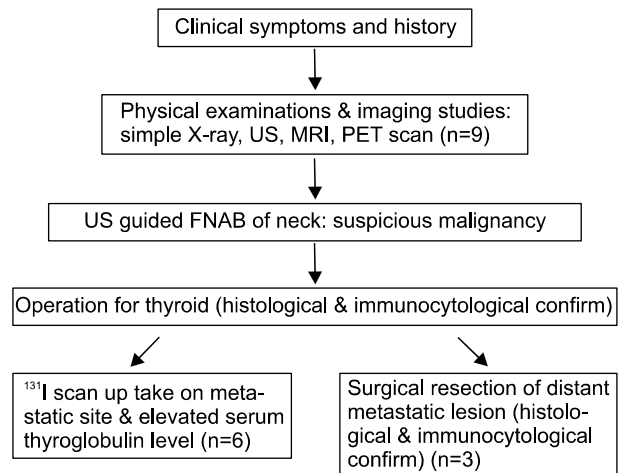 Clinical symptoms and history
Physical examinations & imaging studies:
simple X-ray, US, MRI, PET scan (n=9)
US guided FNAB of neck: suspicious malignancy
Operation for thyroid (histological & immunocytological confirm)
¹³¹I scan up take on meta-
static site & elevated serum
thyroglobulin level (n=6)
Surgical resection of distant
metastatic lesion (histolo-
gical & immunocytological
confirm) (n=3)